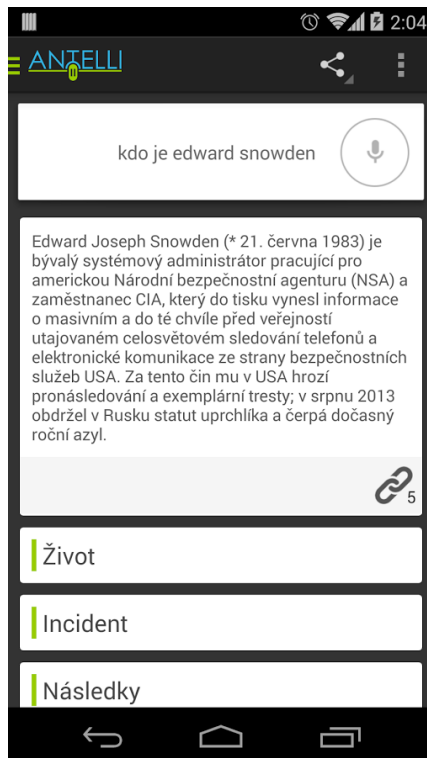 2:04
ANTELLI
kdo je edward snowden
Edward Joseph Snowden (* 21. června 1983) je
bývalý systémový administrátor pracující pro
americkou Národní bezpečnostní agenturu (NSA) a
zaměstnanec CIA, který do tisku vynesl informace
o masivním a do té chvíle před veřejností
utajovaném celosvětovém sledování telefonů a
elektronické komunikace ze strany bezpečnostních
služeb USA. Za tento čin mu v USA hrozí
pronásledování a exemplární tresty; v srpnu 2013
obdržel v Rusku statut uprchlíka a čerpá dočasný
roční azyl.
5
Život
Incident
Následky